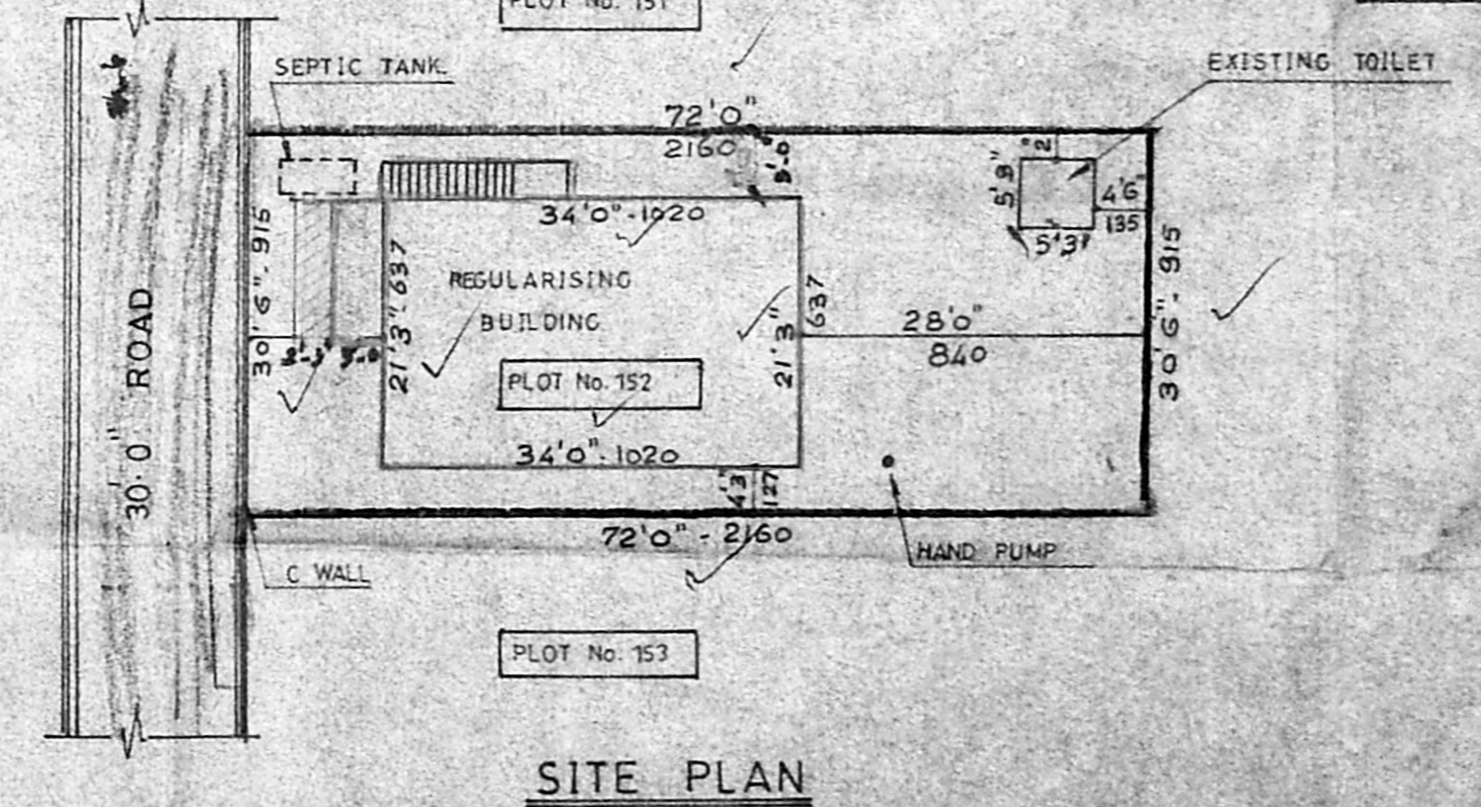 PLOT No. 151
SEPTIC TANK
EXISTING TOILET
72'0"
2160
5'-0"
2'
5'3"
4'6"
135
5'3"
34'0"-1020
30'6"-915
21'3"-637
REGULARISING
BUILDING
637
21'3"
28'0"
840
30'6"-915
PLOT No. 152
30'-0" ROAD
34'0"-1020
4'3"
127
72'0" - 2160
HAND PUMP
C WALL
PLOT No. 153
SITE PLAN